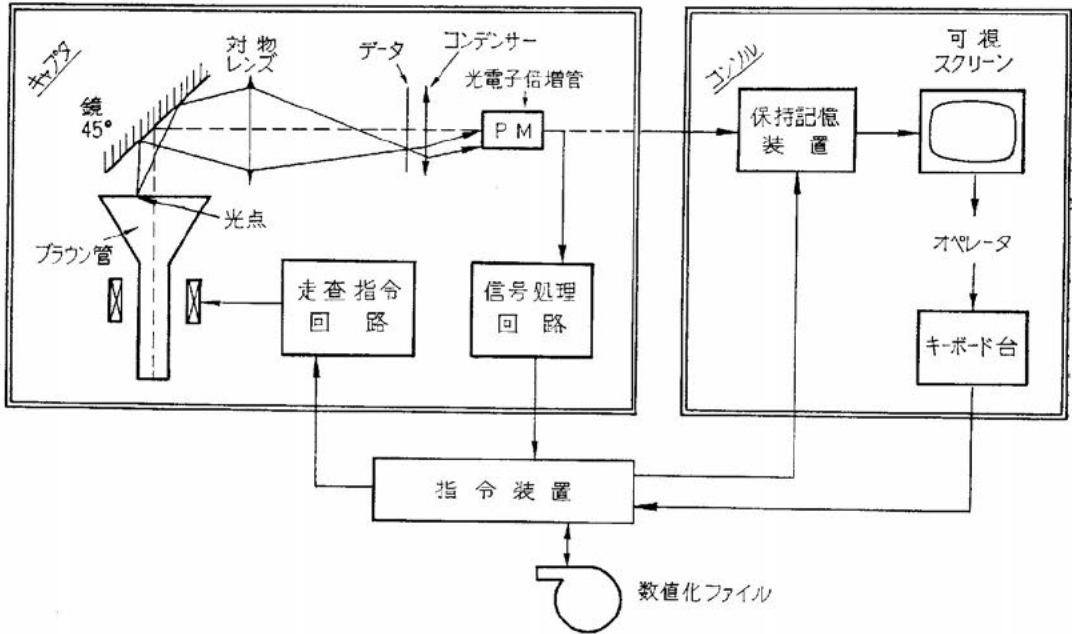 キャプタ
鏡
45°
対物
レンズ
データ
コンデンサー
光電子倍増管
PM
光点
ブラウン管
走査指令
回路
信号処理
回路
コンソル
保持記憶
装置
可視
スクリーン
オペレータ
キーボード台
指令装置
数値化ファイル